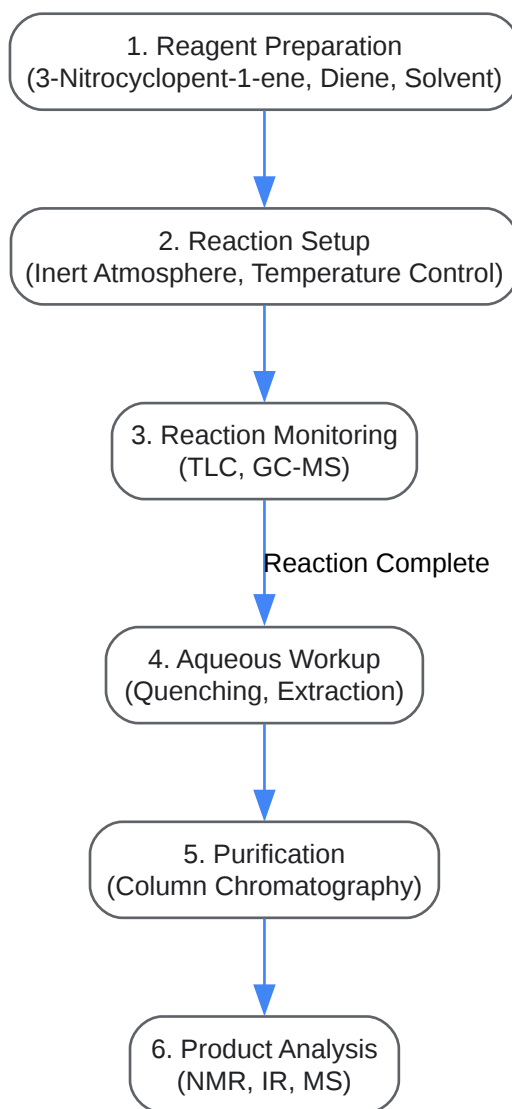 1. Reagent Preparation
(3-Nitrocyclopent-1-ene, Diene, Solvent)
2. Reaction Setup
(Inert Atmosphere, Temperature Control)
3. Reaction Monitoring
(TLC, GC-MS)
Reaction Complete
4. Aqueous Workup
(Quenching, Extraction)
5. Purification
(Column Chromatography)
6. Product Analysis
(NMR, IR, MS)